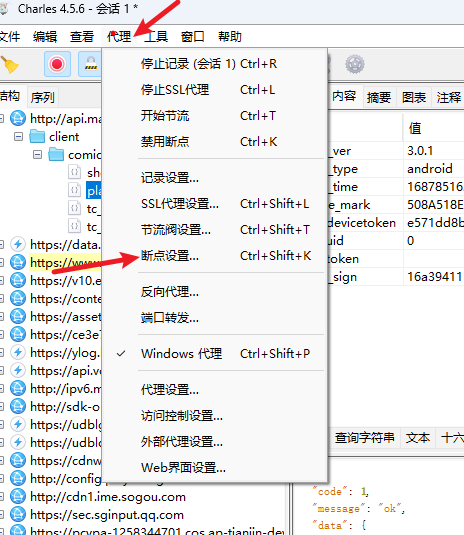 Charles 4.5.6 - 会话 1 *
文件 编辑 查看 代理 工具 窗口 帮助
结构 序列
http://api.ma
client
comic
sh
pla
tc_
tc_
https://data.
https://www
https://v10.e
https://conte
https://asset
https://ce3e7
https://ylog.
https://api.v
http://ipv6.m
http://sdk-o
https://udblg
https://udblg
https://cdnw
http://config.pinyin.sogou.com
http://cdn1.ime.sogou.com
https://sec.sginput.qq.com
https://pcvpa-1258344701.cos.ap-tianjin-dev
停止记录 (会话 1) Ctrl+R
停止SSL代理 Ctrl+L
开始节流 Ctrl+T
禁用断点 Ctrl+K
记录设置...
SSL代理设置... Ctrl+Shift+L
节流阀设置... Ctrl+Shift+T
断点设置... Ctrl+Shift+K
反向代理...
端口转发...
✓ Windows 代理 Ctrl+Shift+P
代理设置...
访问控制设置...
外部代理设置...
Web界面设置...
内容 摘要 图表 注释
值
_ver 3.0.1
_type android
_time 16878516
e_mark 508A518E
devicetoken e571dd8b
uid 0
token
_sign 16a39411
查询字符串 文本 十六
"code": 1,
"message": "ok",
"data": {